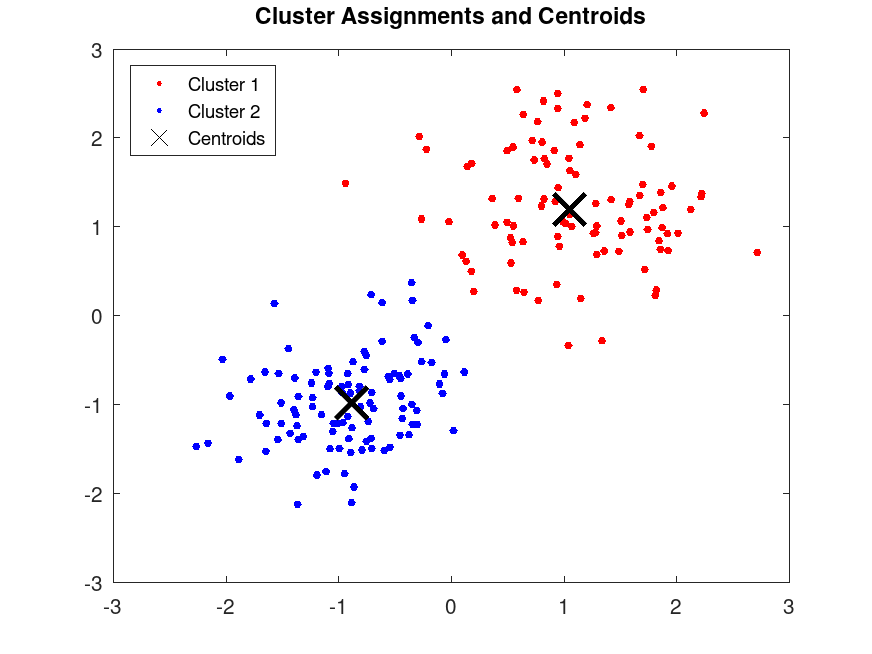 Cluster Assignments and Centroids
3
Cluster 1
Cluster 2
Centroids
2
1
0
-1
-2
-3
-3 -2 -1 0 1 2 3